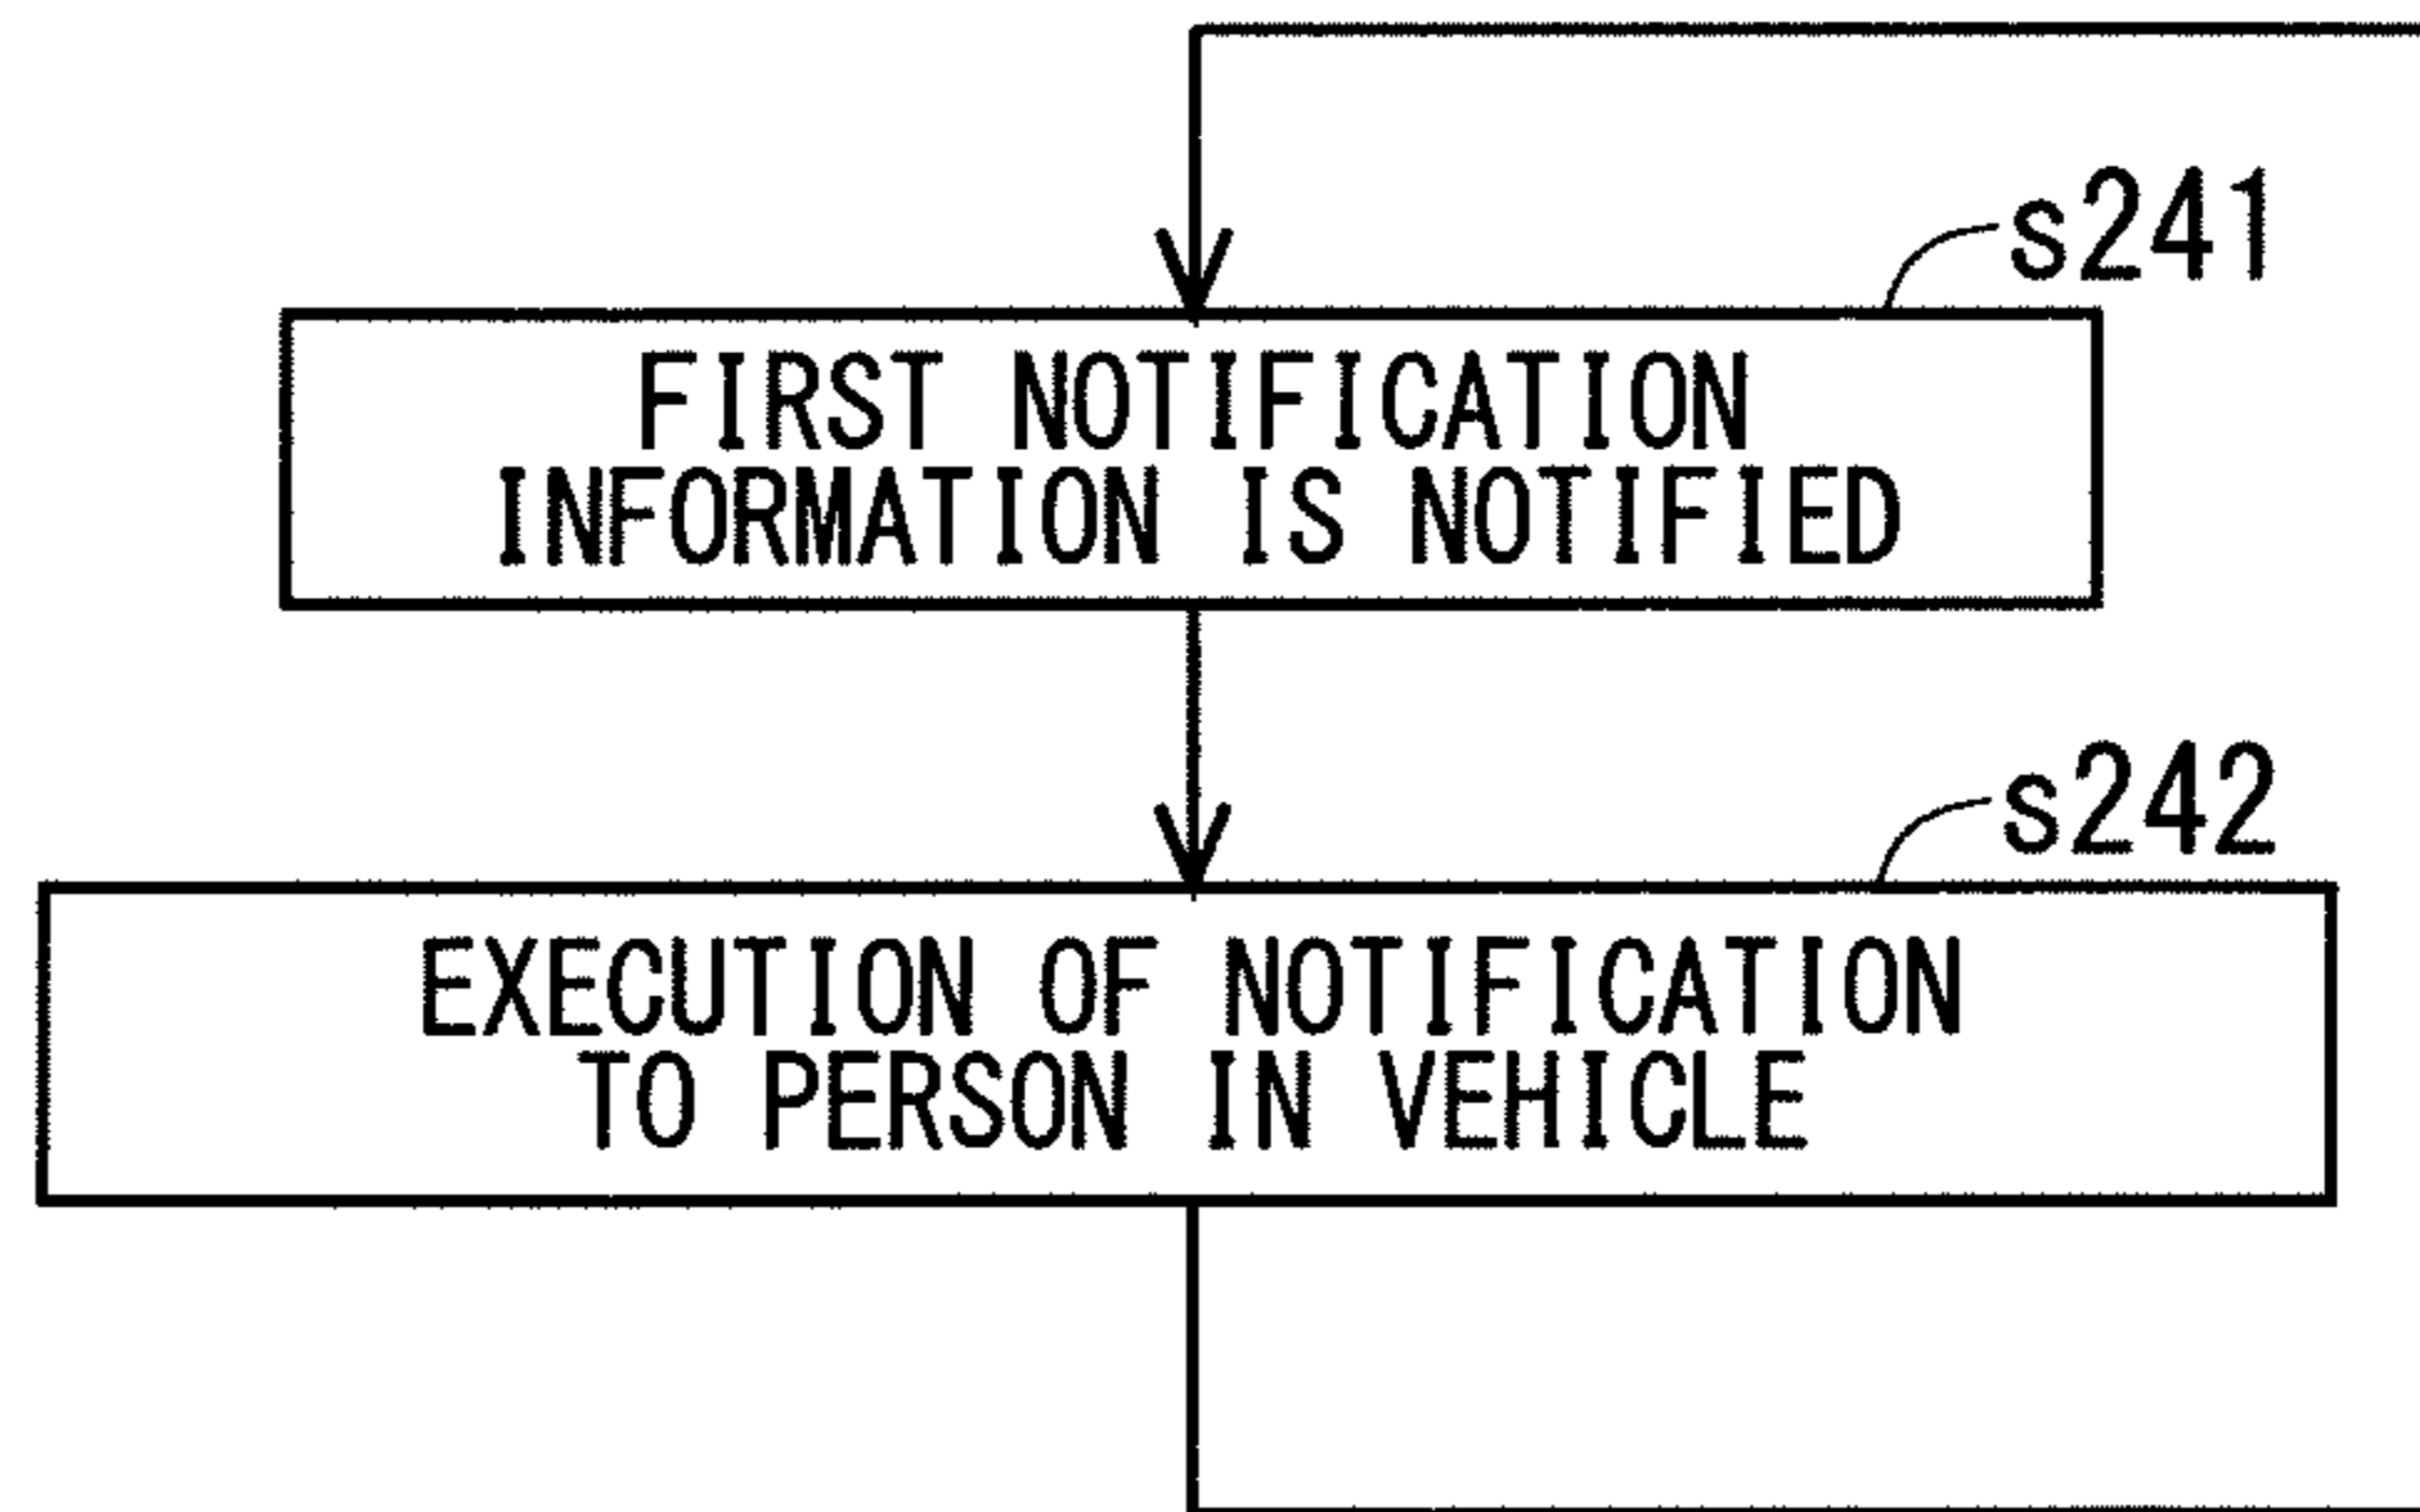 s241
FIRST NOTIFICATION
INFORMATION IS NOTIFIED
s242
EXECUTION OF NOTIFICATION
TO PERSON IN VEHICLE